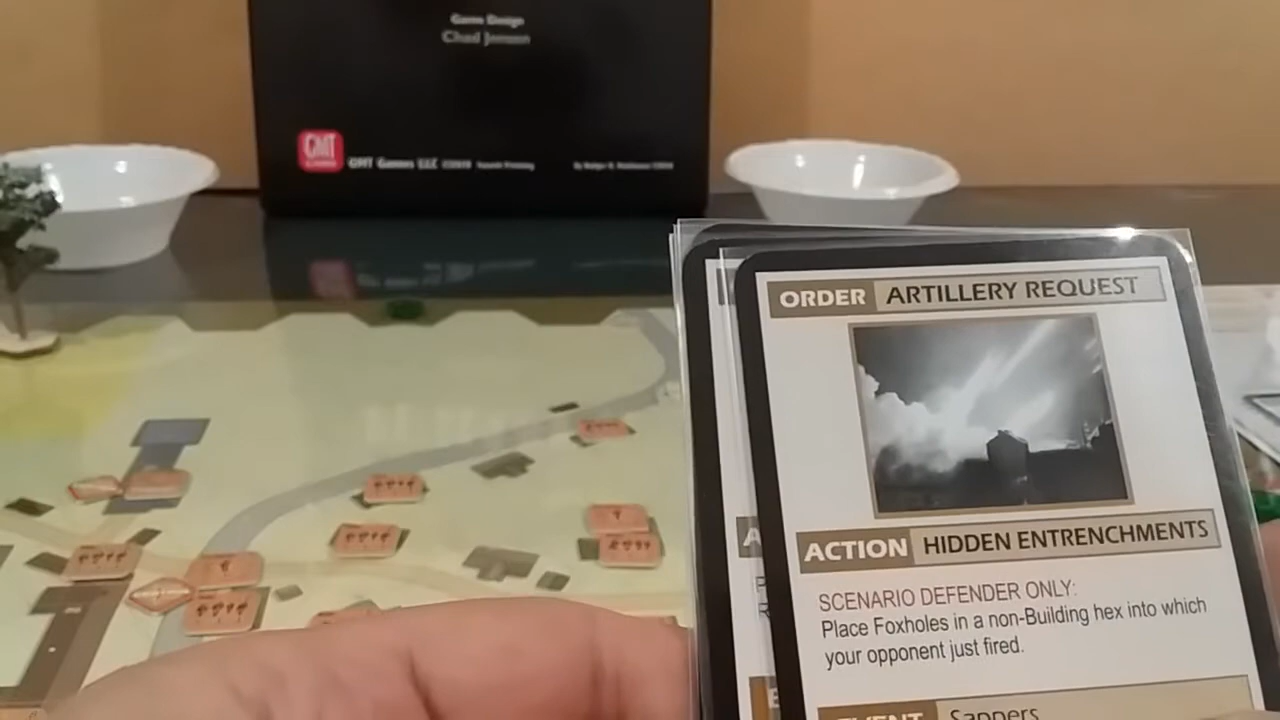 Game Design
Chad Jensen
GMT
GMT Games LLC
ORDER ARTILLERY REQUEST
ACTION HIDDEN ENTRENCHMENTS
SCENARIO DEFENDER ONLY:
Place Foxholes in a non-Building hex into which
your opponent just fired.
EVENT Sappers